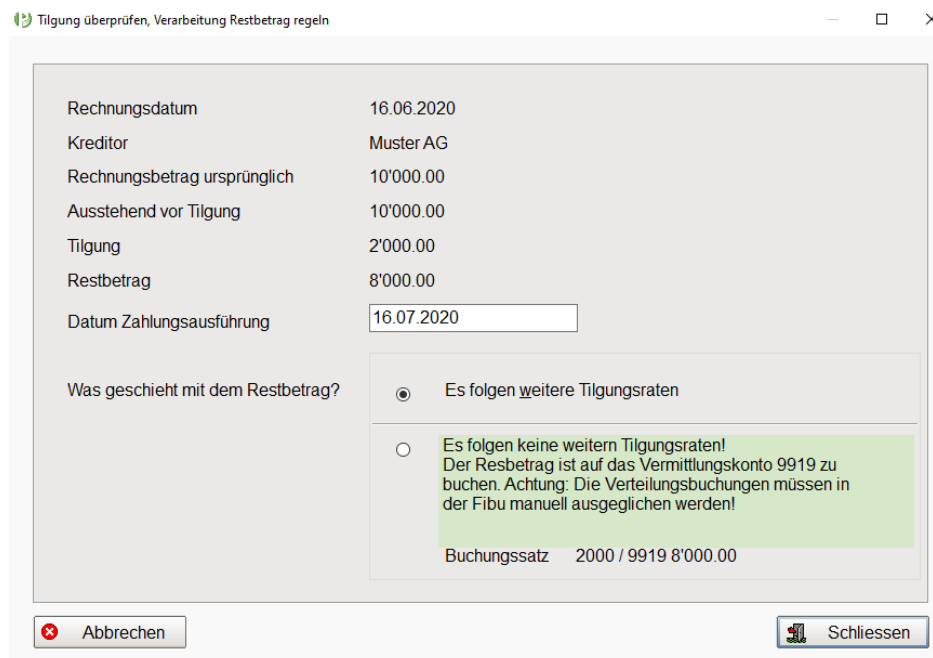 Tilgung überprüfen, Verarbeitung Restbetrag regeln
Rechnungsdatum 16.06.2020
Kreditor Muster AG
Rechnungsbetrag ursprünglich 10'000.00
Ausstehend vor Tilgung 10'000.00
Tilgung 2'000.00
Restbetrag 8'000.00
Datum Zahlungsausführung 16.07.2020
Was geschieht mit dem Restbetrag? Es folgen weitere Tilgungsraten
Es folgen keine weitern Tilgungsraten!
Der Resbetrag ist auf das Vermittlungskonto 9919 zu
buchen. Achtung: Die Verteilungsbuchungen müssen in
der Fibu manuell ausgeglichen werden!
Buchungssatz 2000 / 9919 8'000.00
Abbrechen Schliessen